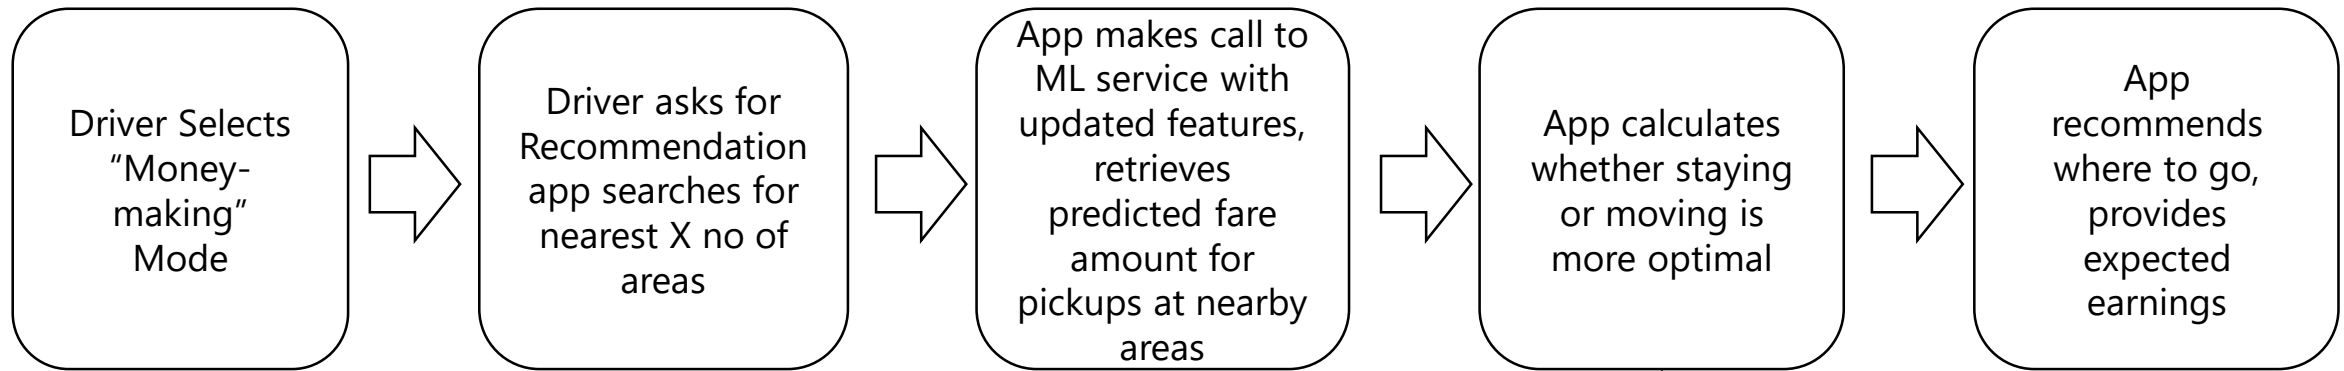 Driver Selects
“Money-
making”
Mode
Driver asks for
Recommendation
app searches for
nearest X no of
areas
App makes call to
ML service with
updated features,
retrieves
predicted fare
amount for
pickups at nearby
areas
App calculates
whether staying
or moving is
more optimal
App
recommends
where to go,
provides
expected
earnings